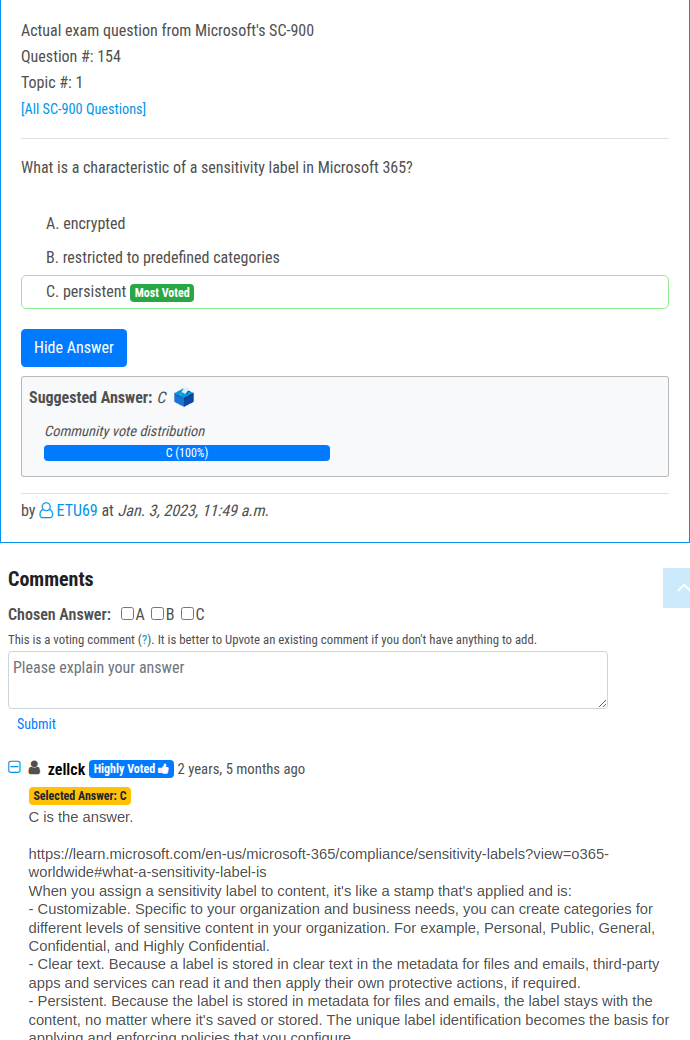 Actual exam question from Microsoft's SC-900
Question #: 154
Topic #: 1
[All SC-900 Questions]
What is a characteristic of a sensitivity label in Microsoft 365?
A. encrypted
B. restricted to predefined categories
C. persistent Most Voted
Hide Answer
Suggested Answer: C
Community vote distribution
C (100%)
by ETU69 at Jan. 3, 2023, 11:49 a.m.
Comments
Chosen Answer: A B C
This is a voting comment (?). It is better to Upvote an existing comment if you don't have anything to add.
Please explain your answer
Submit
zellck Highly Voted 2 years, 5 months ago
Selected Answer: C
C is the answer.
https://learn.microsoft.com/en-us/microsoft-365/compliance/sensitivity-labels?view=o365-
worldwide#what-a-sensitivity-label-is
When you assign a sensitivity label to content, it's like a stamp that's applied and is:
- Customizable. Specific to your organization and business needs, you can create categories for
different levels of sensitive content in your organization. For example, Personal, Public, General,
Confidential, and Highly Confidential.
- Clear text. Because a label is stored in clear text in the metadata for files and emails, third-party
apps and services can read it and then apply their own protective actions, if required.
- Persistent. Because the label is stored in metadata for files and emails, the label stays with the
content, no matter where it's saved or stored. The unique label identification becomes the basis for
applying and enforcing policies that you configure.